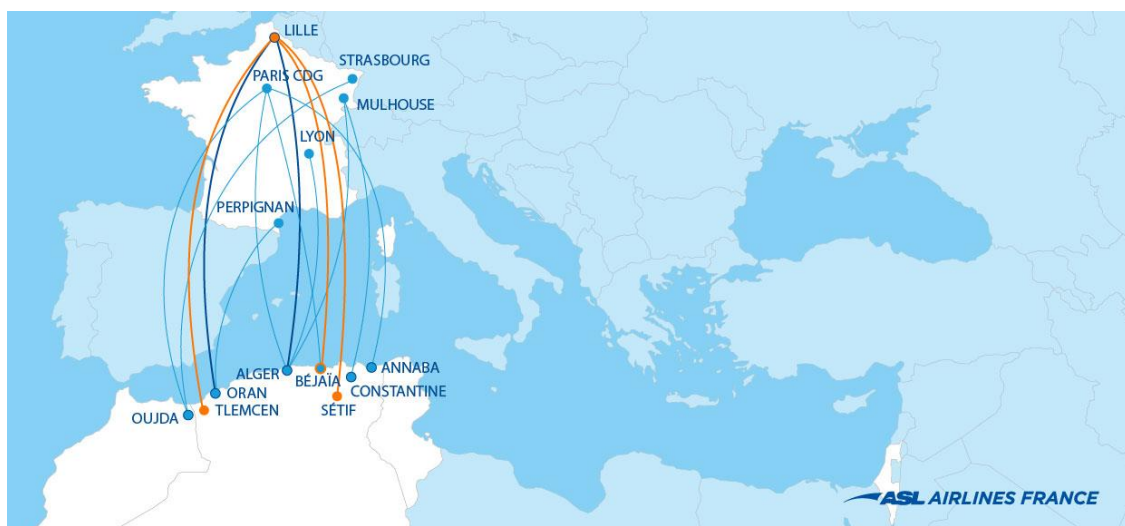 LILLE
STRASBOURG
PARIS CDG
MULHOUSE
LYON
PERPIGNAN
ALGER
BÉJAÏA
ANNABA
CONSTANTINE
ORAN
TLEMCEN
SÉTIF
OUJDA
ASL AIRLINES FRANCE